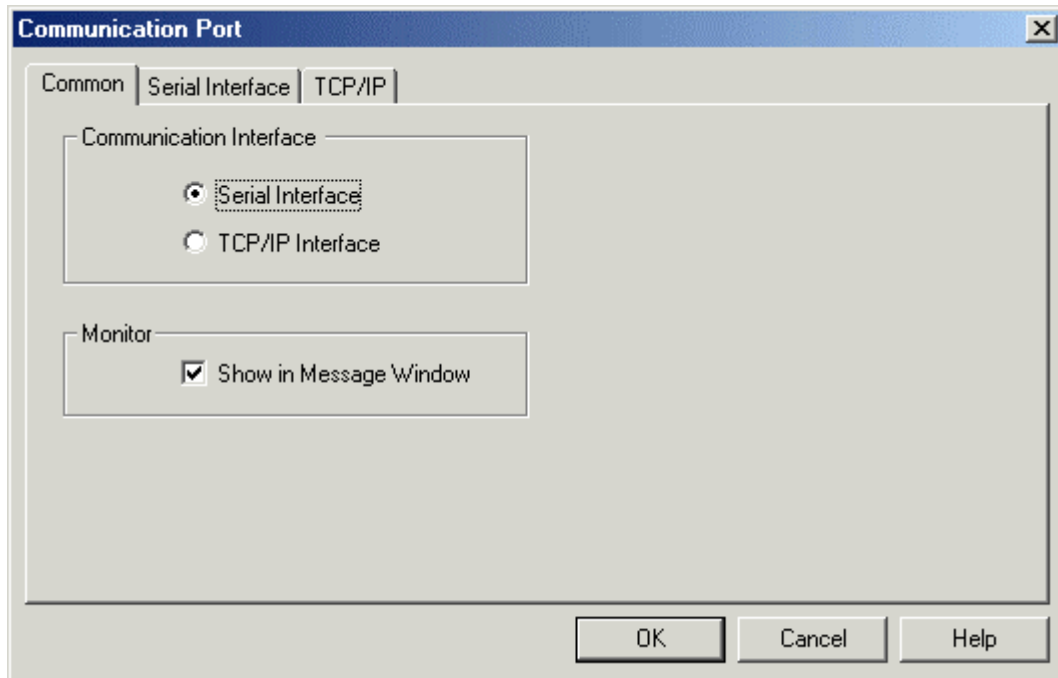 Communication Port
Common Serial Interface TCP/IP
Communication Interface
Serial Interface
TCP/IP Interface
Monitor
Show in Message Window
OK Cancel Help